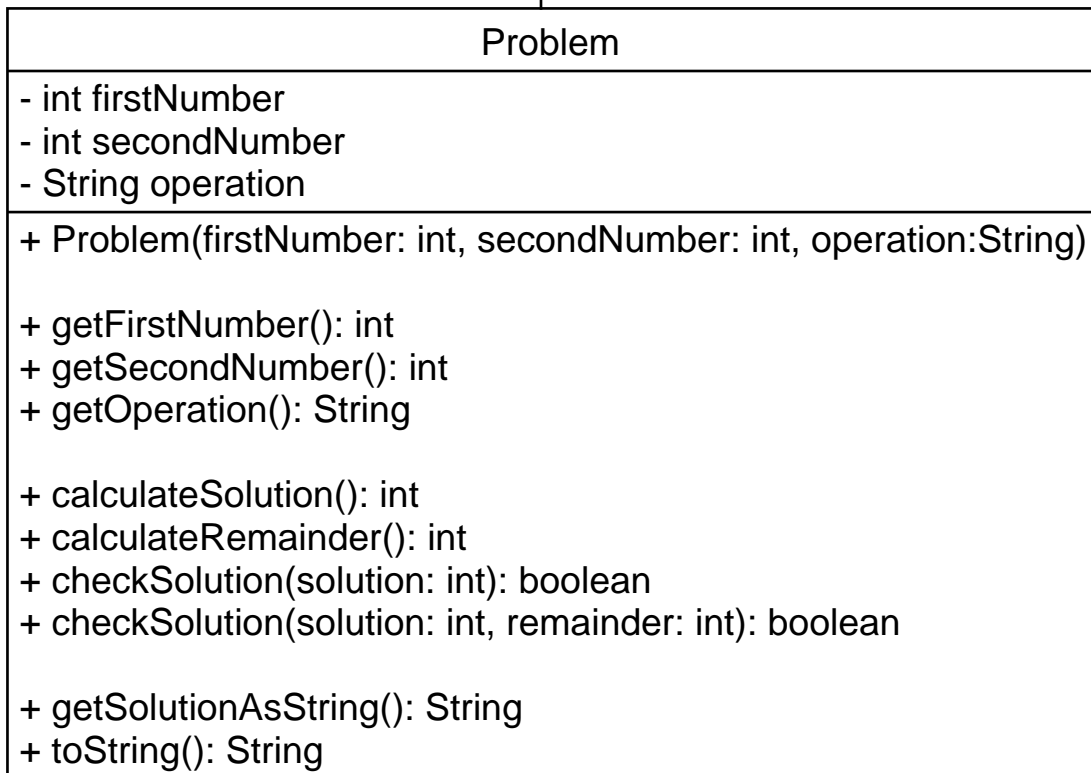 Problem
- int firstNumber
- int secondNumber
- String operation
+ Problem(firstNumber: int, secondNumber: int, operation:String)
+ getFirstNumber(): int
+ getSecondNumber(): int
+ getOperation(): String
+ calculateSolution(): int
+ calculateRemainder(): int
+ checkSolution(solution: int): boolean
+ checkSolution(solution: int, remainder: int): boolean
+ getSolutionAsString(): String
+ toString(): String